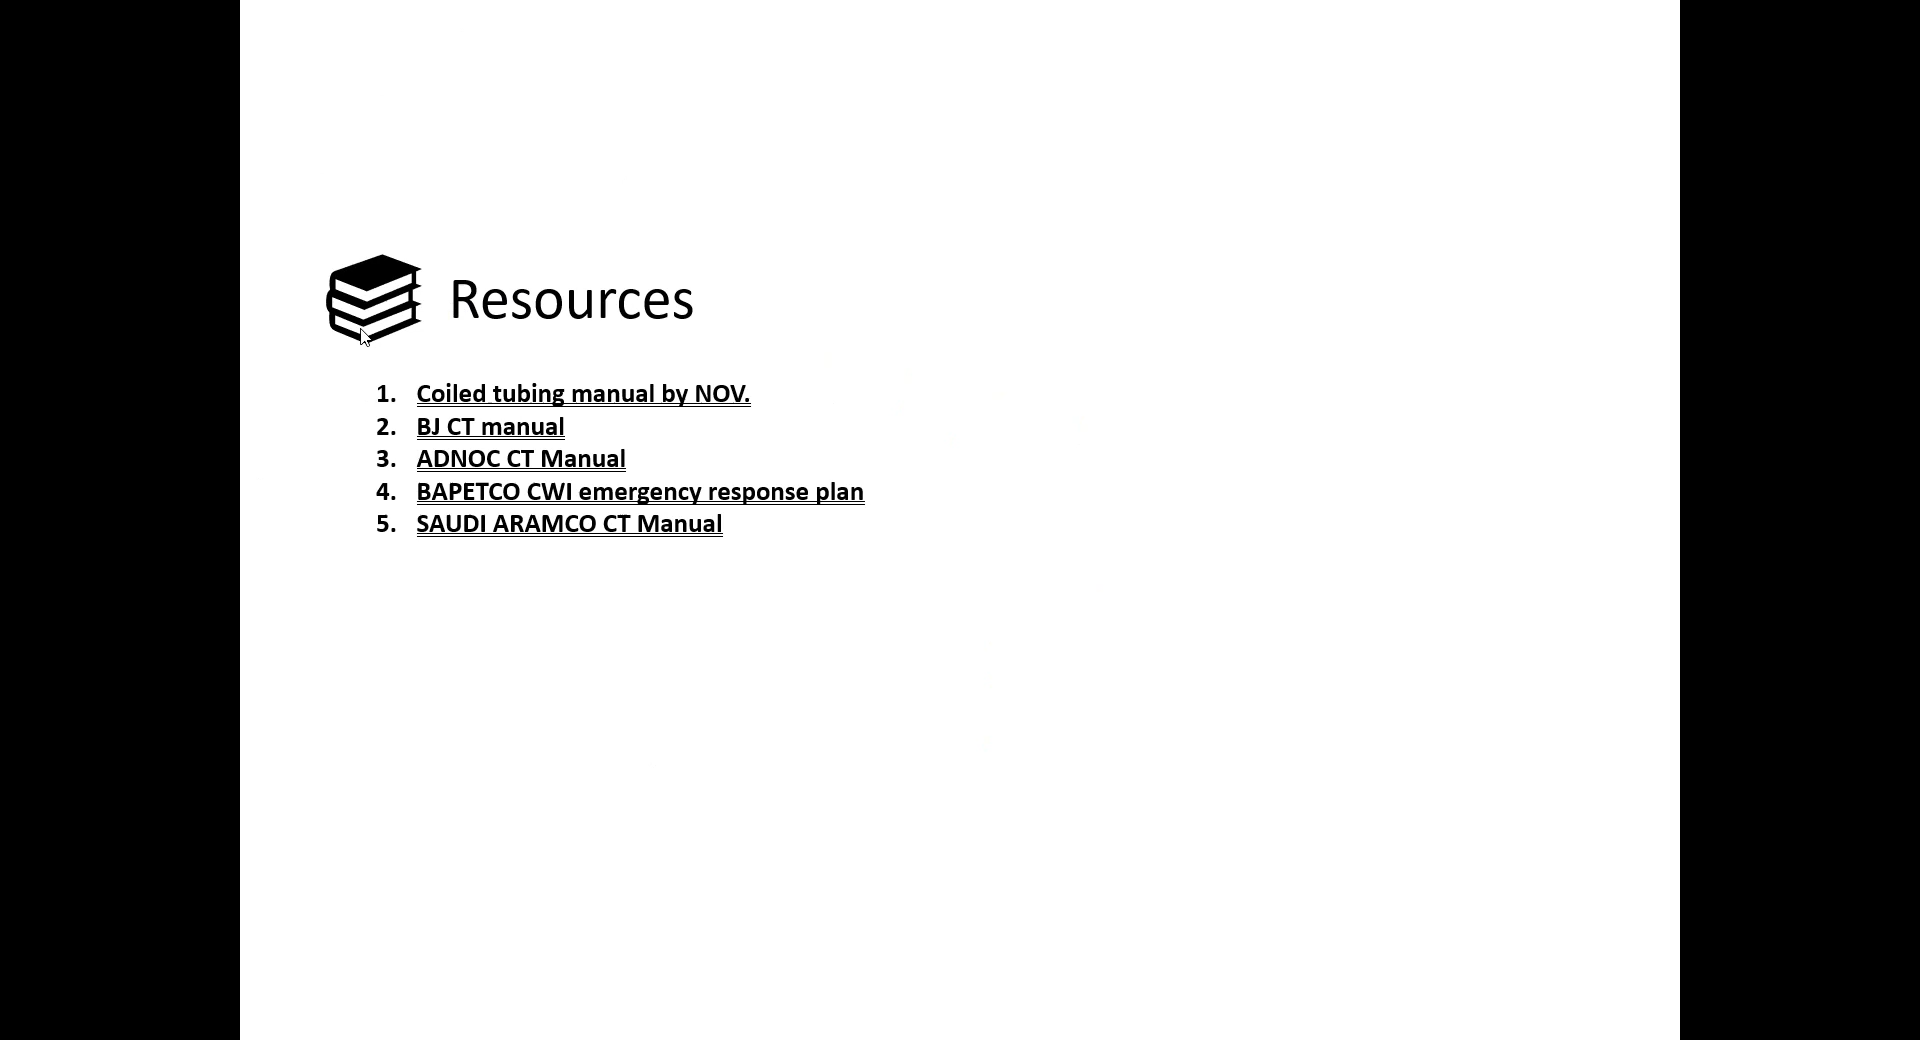 Resources
1. Coiled tubing manual by NOV.
2. BJ CT manual
3. ADNOC CT Manual
4. BAPETCO CWI emergency response plan
5. SAUDI ARAMCO CT Manual